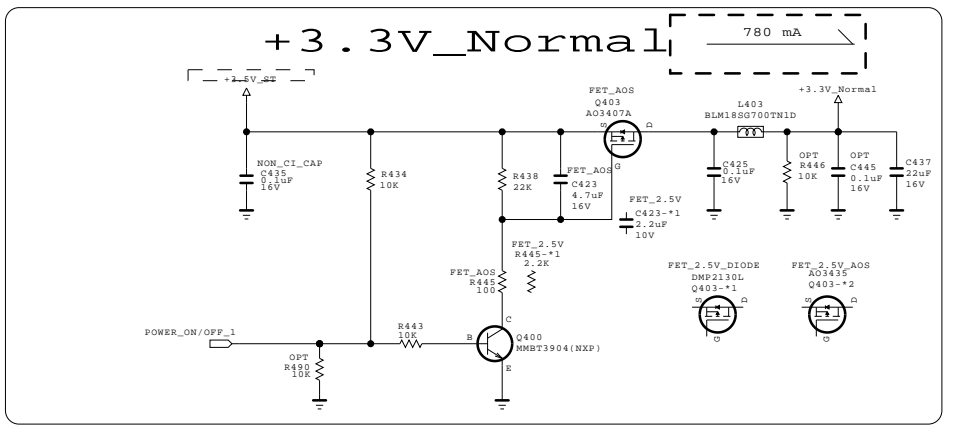 +3.3V_Normal
780 mA
+3.5V_ST
FET_AOS
Q403
AO3407A
S
D
G
L403
BLM18SG700TN1D
+3.3V_Normal
NON_CI_CAP
C435
0.1uF
16V
R434
10K
R438
22K
FET_AOS
C423
4.7uF
16V
FET_2.5V
C423-*1
2.2uF
10V
C425
0.1uF
16V
OPT
R446
10K
OPT
C445
0.1uF
16V
C437
22uF
16V
FET_2.5V
R445-*1
2.2K
FET_AOS
R445
100
FET_2.5V_DIODE
DMP2130L
Q403-*1
S
D
G
FET_2.5V_AOS
AO3435
Q403-*2
S
D
G
POWER_ON/OFF_1
R443
10K
OPT
R490
10K
C
B
E
Q400
MMBT3904(NXP)